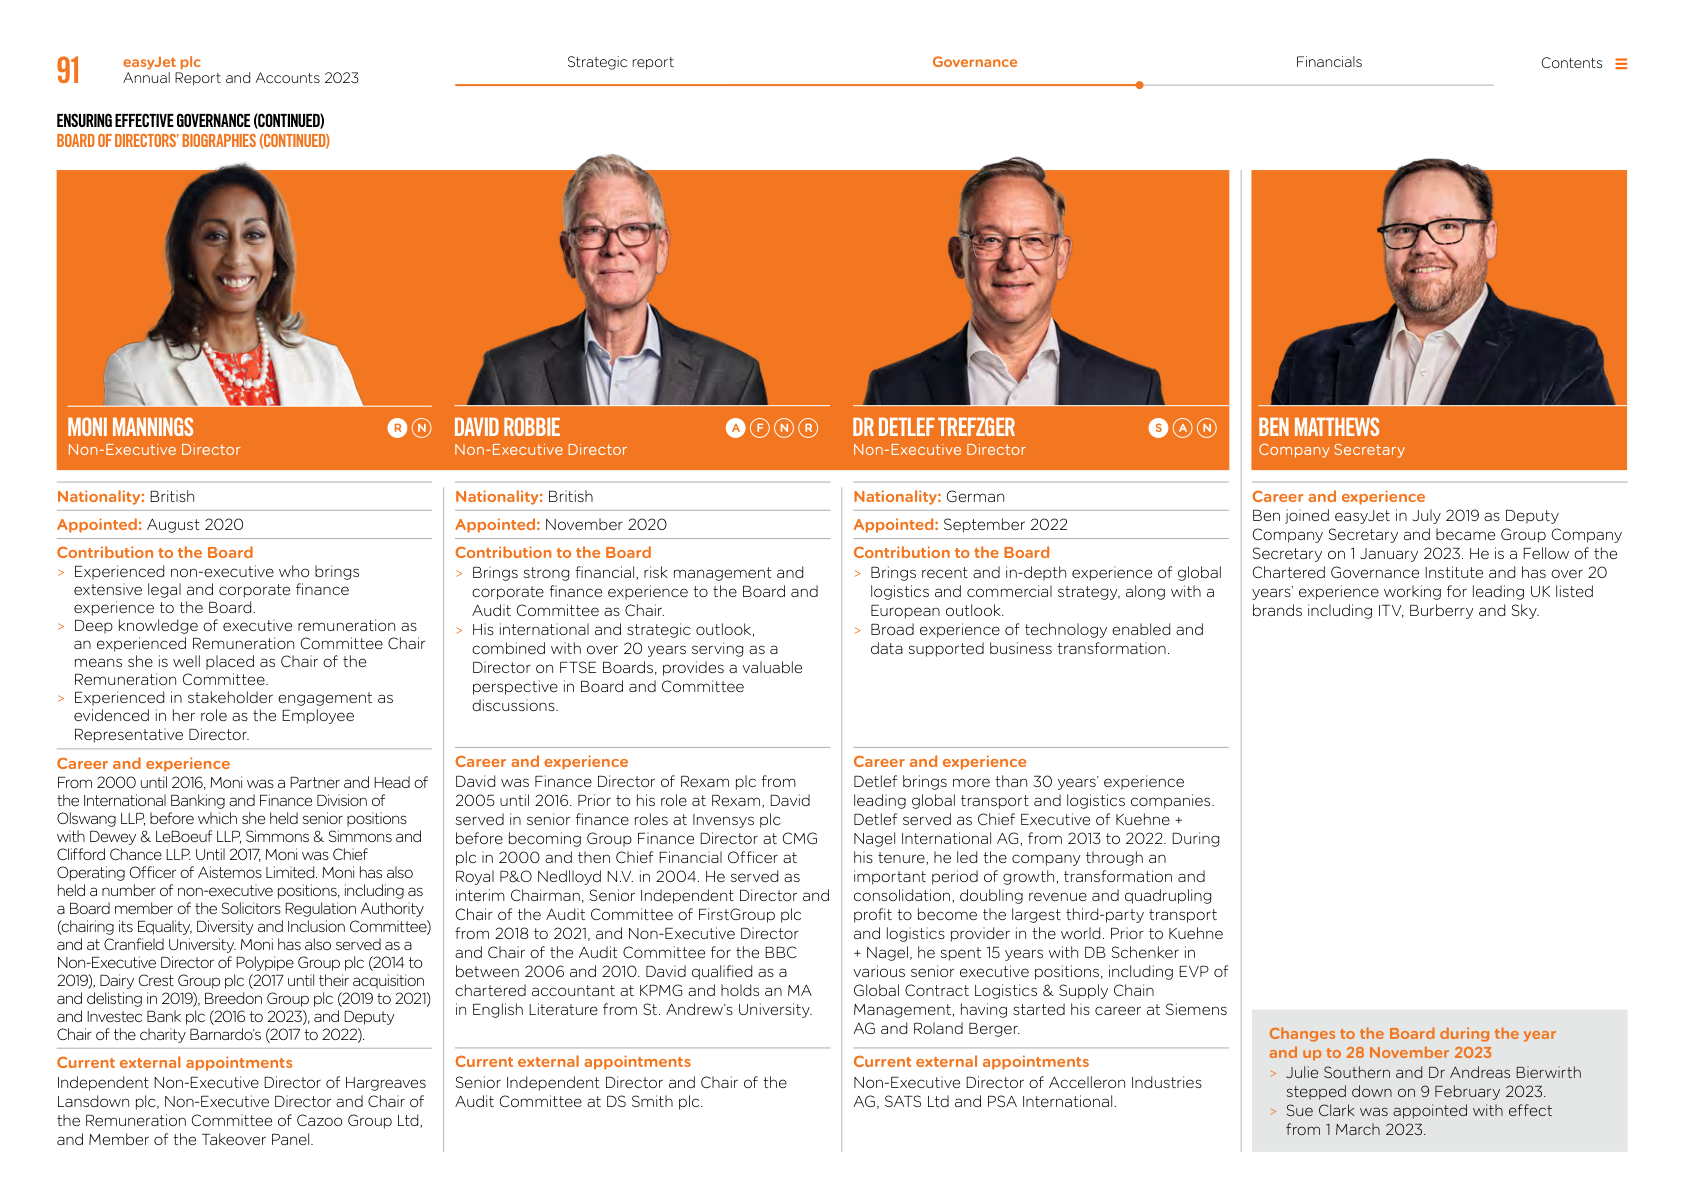 91
easyJet plc
Annual Report and Accounts 2023
Strategic report
Governance
Financials
Contents
ENSURING EFFECTIVE GOVERNANCE (CONTINUED)
BOARD OF DIRECTORS' BIOGRAPHIES (CONTINUED)
MONI MANNINGS
R N
Non-Executive Director
Nationality: British
Appointed: August 2020
Contribution to the Board
> Experienced non-executive who brings
extensive legal and corporate finance
experience to the Board.
> Deep knowledge of executive remuneration as
an experienced Remuneration Committee Chair
means she is well placed as Chair of the
Remuneration Committee.
> Experienced in stakeholder engagement as
evidenced in her role as the Employee
Representative Director.
Career and experience
From 2000 until 2016, Moni was a Partner and Head of
the International Banking and Finance Division of
Olswang LLP, before which she held senior positions
with Dewey & LeBoeuf LLP, Simmons & Simmons and
Clifford Chance LLP. Until 2017, Moni was Chief
Operating Officer of Aistemos Limited. Moni has also
held a number of non-executive positions, including as
a Board member of the Solicitors Regulation Authority
(chairing its Equality, Diversity and Inclusion Committee)
and at Cranfield University. Moni has also served as a
Non-Executive Director of Polypipe Group plc (2014 to
2019), Dairy Crest Group plc (2017 until their acquisition
and delisting in 2019), Breedon Group plc (2019 to 2021)
and Investec Bank plc (2016 to 2023), and Deputy
Chair of the charity Barnardo's (2017 to 2022).
Current external appointments
Independent Non-Executive Director of Hargreaves
Lansdown plc, Non-Executive Director and Chair of
the Remuneration Committee of Cazoo Group Ltd,
and Member of the Takeover Panel.
DAVID ROBBIE
A F N R
Non-Executive Director
Nationality: British
Appointed: November 2020
Contribution to the Board
> Brings strong financial, risk management and
corporate finance experience to the Board and
Audit Committee as Chair.
> His international and strategic outlook,
combined with over 20 years serving as a
Director on FTSE Boards, provides a valuable
perspective in Board and Committee
discussions.
Career and experience
David was Finance Director of Rexam plc from
2005 until 2016. Prior to his role at Rexam, David
served in senior finance roles at Invensys plc
before becoming Group Finance Director at CMG
plc in 2000 and then Chief Financial Officer at
Royal P&O Nedlloyd N.V. in 2004. He served as
interim Chairman, Senior Independent Director and
Chair of the Audit Committee of FirstGroup plc
from 2018 to 2021, and Non-Executive Director
and Chair of the Audit Committee for the BBC
between 2006 and 2010. David qualified as a
chartered accountant at KPMG and holds an MA
in English Literature from St. Andrew's University.
Current external appointments
Senior Independent Director and Chair of the
Audit Committee at DS Smith plc.
DR DETLEF TREFZGER
S A N
Non-Executive Director
Nationality: German
Appointed: September 2022
Contribution to the Board
> Brings recent and in-depth experience of global
logistics and commercial strategy, along with a
European outlook.
> Broad experience of technology enabled and
data supported business transformation.
Career and experience
Detlef brings more than 30 years' experience
leading global transport and logistics companies.
Detlef served as Chief Executive of Kuehne +
Nagel International AG, from 2013 to 2022. During
his tenure, he led the company through an
important period of growth, transformation and
consolidation, doubling revenue and quadrupling
profit to become the largest third-party transport
and logistics provider in the world. Prior to Kuehne
+ Nagel, he spent 15 years with DB Schenker in
various senior executive positions, including EVP of
Global Contract Logistics & Supply Chain
Management, having started his career at Siemens
AG and Roland Berger.
Current external appointments
Non-Executive Director of Accelleron Industries
AG, SATS Ltd and PSA International.
BEN MATTHEWS
Company Secretary
Career and experience
Ben joined easyJet in July 2019 as Deputy
Company Secretary and became Group Company
Secretary on 1 January 2023. He is a Fellow of the
Chartered Governance Institute and has over 20
years' experience working for leading UK listed
brands including ITV, Burberry and Sky.
Changes to the Board during the year
and up to 28 November 2023
> Julie Southern and Dr Andreas Bierwirth
stepped down on 9 February 2023.
> Sue Clark was appointed with effect
from 1 March 2023.